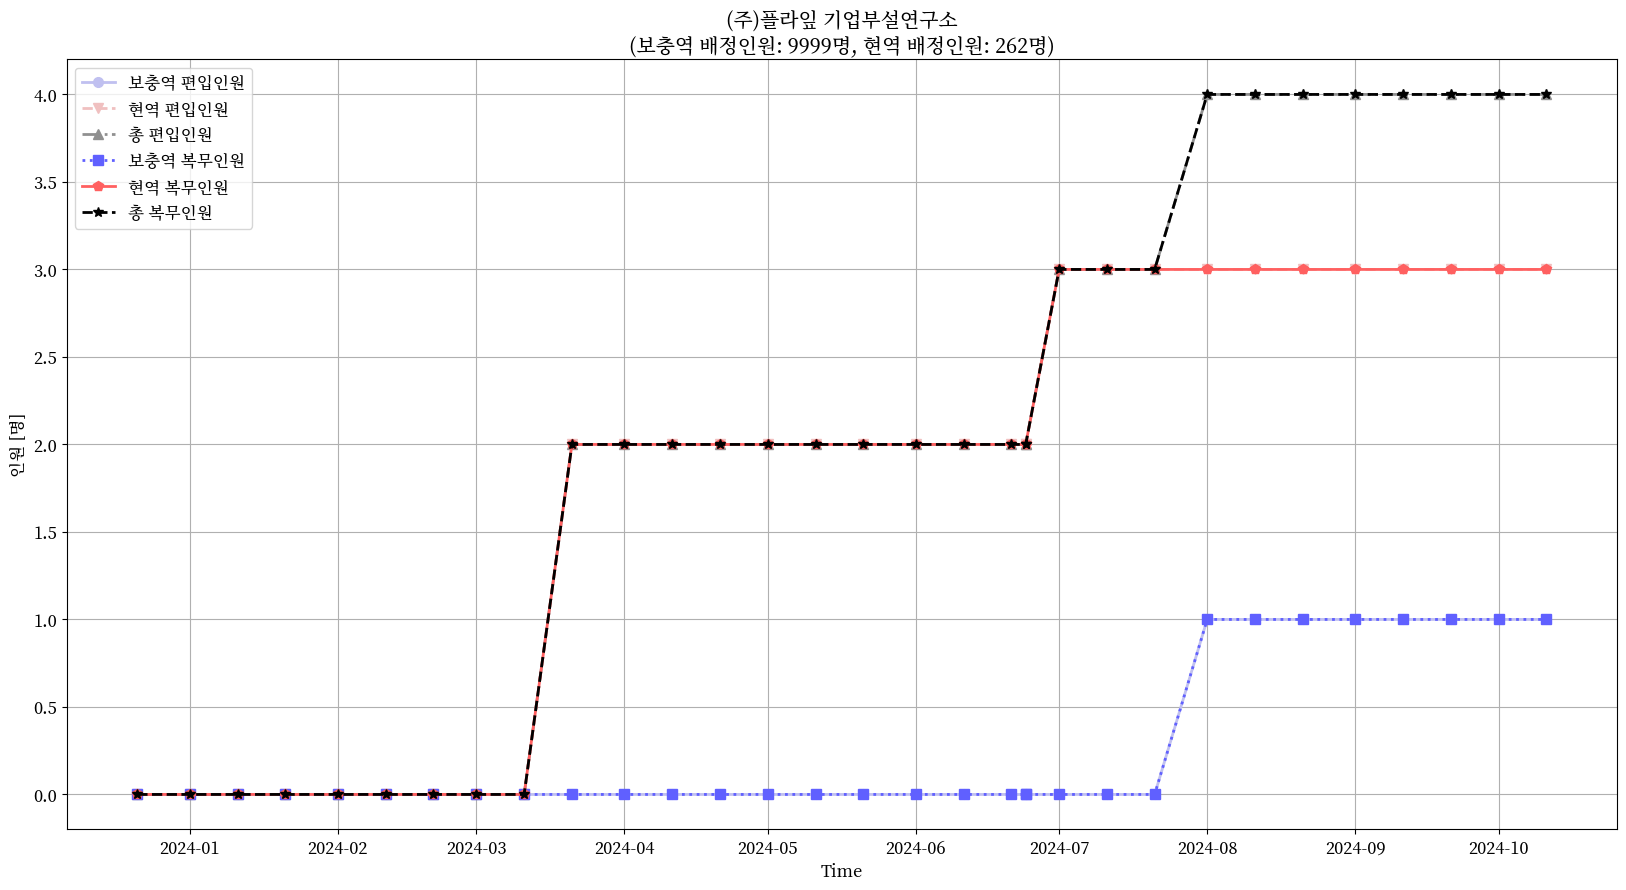 (주)플라잎 기업부설연구소
(보충역 배정인원: 9999명, 현역 배정인원: 262명)
보충역 편입인원
현역 편입인원
총 편입인원
보충역 복무인원
현역 복무인원
총 복무인원
인원 [명]
4.0
3.5
3.0
2.5
2.0
1.5
1.0
0.5
0.0
2024-01 2024-02 2024-03 2024-04 2024-05 2024-06 2024-07 2024-08 2024-09 2024-10
Time